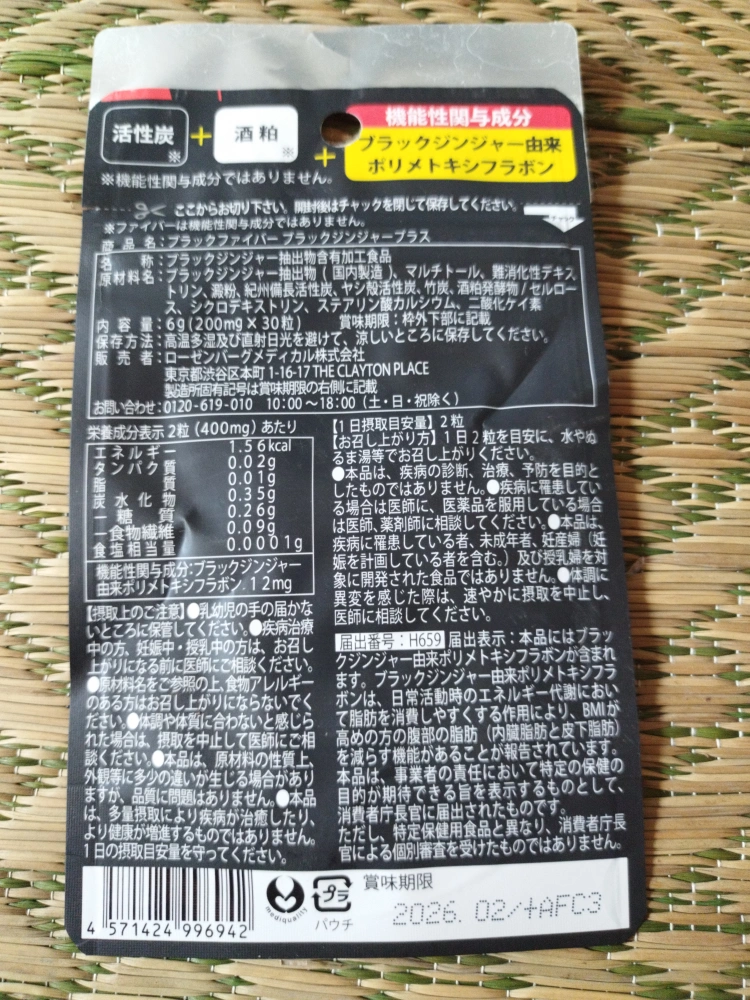 活性炭※
+
酒粕※
+
機能性関与成分
ブラックジンジャー由来
ポリメトキシフラボン
※機能性関与成分ではありません。
ここからお切り下さい。開封後はチャックを閉じて保存してください。
チャック
※ファイバーは機能性関与成分ではありません。
商品名：ブラックファイバー ブラックジンジャープラス
名称：ブラックジンジャー抽出物含有加工食品
原材料名：ブラックジンジャー抽出物（国内製造）、マルチトール、難消化性デキス
トリン、澱粉、紀州備長活性炭、ヤシ殻活性炭、竹炭、酒粕発酵物 / セルロー
ス、シクロデキストリン、ステアリン酸カルシウム、二酸化ケイ素
内容量：6g (200mg×30粒) 賞味期限：枠外下部に記載
保存方法：高温多湿及び直射日光を避けて、涼しいところに保存してください。
販売者：ローゼンバーグメディカル株式会社
東京都渋谷区本町1-16-17 THE CLAYTON PLACE
製造所固有記号は賞味期限の右側に記載
お問い合わせ：0120-619-010 10:00～18:00（土・日・祝除く）
栄養成分表示 2粒（400mg）あたり
エネルギー 1.56kcal
タンパク質 0.02g
脂質 0.01g
炭水化物 0.35g
－糖質 0.26g
－食物繊維 0.09g
食塩相当量 0.0001g
機能性関与成分：ブラックジンジャー
由来ポリメトキシフラボン. 12mg
【摂取上のご注意】●乳幼児の手の届かな
いところに保管してください。●疾病治療
中の方、妊娠中・授乳中の方は、お召し
上がりになる前に医師にご相談ください。
●原材料名をご参照の上、食物アレルギー
のある方はお召し上がりにならないでく
ださい。●体調や体質に合わないと感じら
れた場合は、摂取を中止して医師にご相
談ください。●本品は、原材料の性質上、
外観等に多少の違いが生じる場合があり
ますが、品質に問題はありません。●本品
は、多量摂取により疾病が治癒したり、
より健康が増進するものではありません。
1日の摂取目安量を守ってください。
【1日摂取目安量】2粒
【お召し上がり方】1日2粒を目安に、水やぬ
るま湯等でお召し上がりください。
●本品は、疾病の診断、治療、予防を目的と
したものではありません。●疾病に罹患してい
る場合は医師に、医薬品を服用している場合
は医師、薬剤師に相談してください。●本品は、
疾病に罹患している者、未成年者、妊産婦（妊
娠を計画している者を含む。）及び授乳婦を対
象に開発された食品ではありません。●体調に
異変を感じた際は、速やかに摂取を中止し、
医師に相談してください。
届出番号：H659 届出表示：本品にはブラッ
クジンジャー由来ポリメトキシフラボンが含まれ
ます。ブラックジンジャー由来ポリメトキシフラ
ボンは、日常活動時のエネルギー代謝におい
て脂肪を消費しやすくする作用により、BMIが
高めの方の腹部の脂肪（内臓脂肪と皮下脂肪）
を減らす機能があることが報告されています。
本品は、事業者の責任において特定の保健の
目的が期待できる旨を表示するものとして、
消費者庁長官に届出されたものです。
ただし、特定保健用食品と異なり、消費者庁長
官による個別審査を受けたものではありません。
4 571424 996942
mediquality
プラ
パウチ
賞味期限
2026. 02/+AFC3